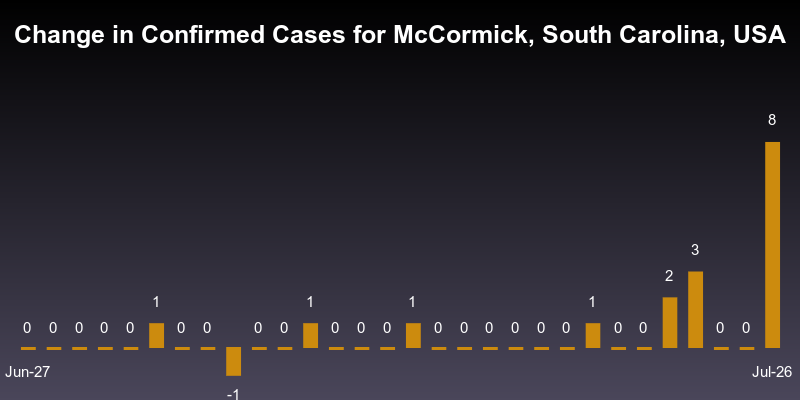 Change in Confirmed Cases for McCormick, South Carolina, USA
8
3
2
1 1 1 1
0 0 0 0 0 0 0 0 0 0 0 0 0 0 0 0 0 0 0 0 0 0
Jun-27 Jul-26
-1